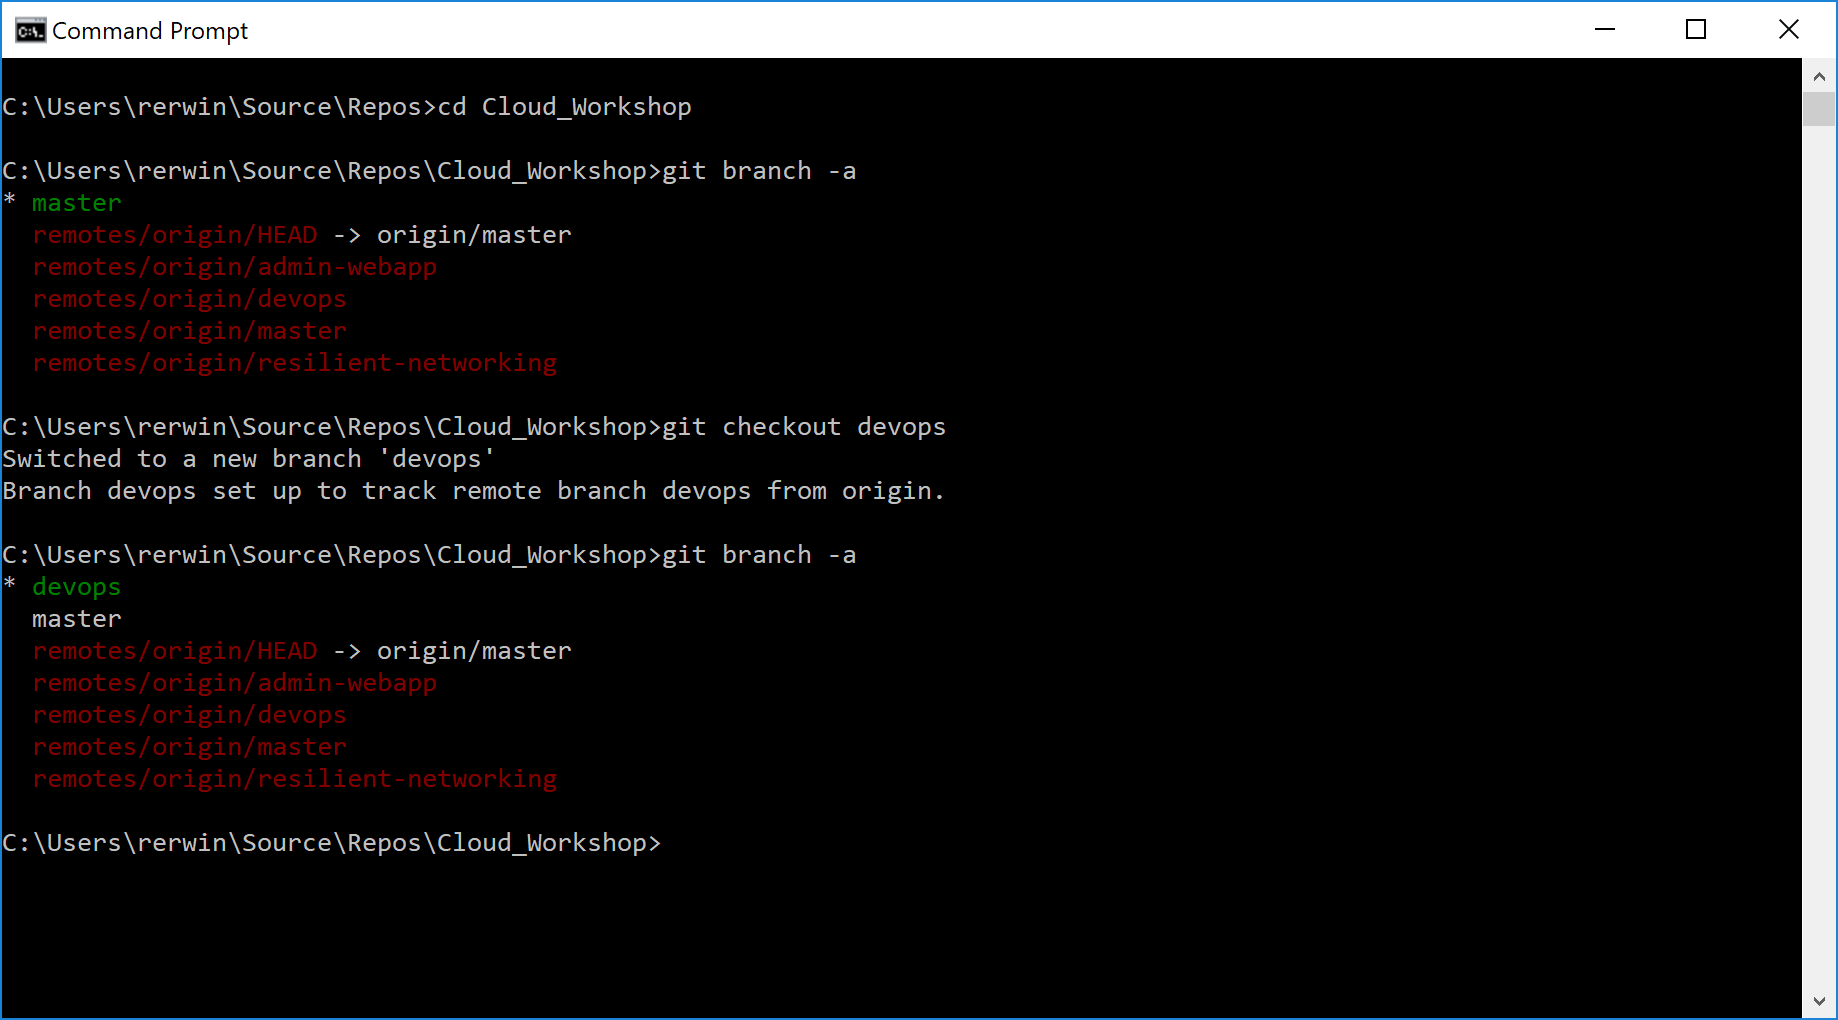 Command Prompt
C:\Users\rerwin\Source\Repos>cd Cloud_Workshop
C:\Users\rerwin\Source\Repos\Cloud_Workshop>git branch -a
* master
  remotes/origin/HEAD -> origin/master
  remotes/origin/admin-webapp
  remotes/origin/devops
  remotes/origin/master
  remotes/origin/resilient-networking
C:\Users\rerwin\Source\Repos\Cloud_Workshop>git checkout devops
Switched to a new branch 'devops'
Branch devops set up to track remote branch devops from origin.
C:\Users\rerwin\Source\Repos\Cloud_Workshop>git branch -a
* devops
  master
  remotes/origin/HEAD -> origin/master
  remotes/origin/admin-webapp
  remotes/origin/devops
  remotes/origin/master
  remotes/origin/resilient-networking
C:\Users\rerwin\Source\Repos\Cloud_Workshop>